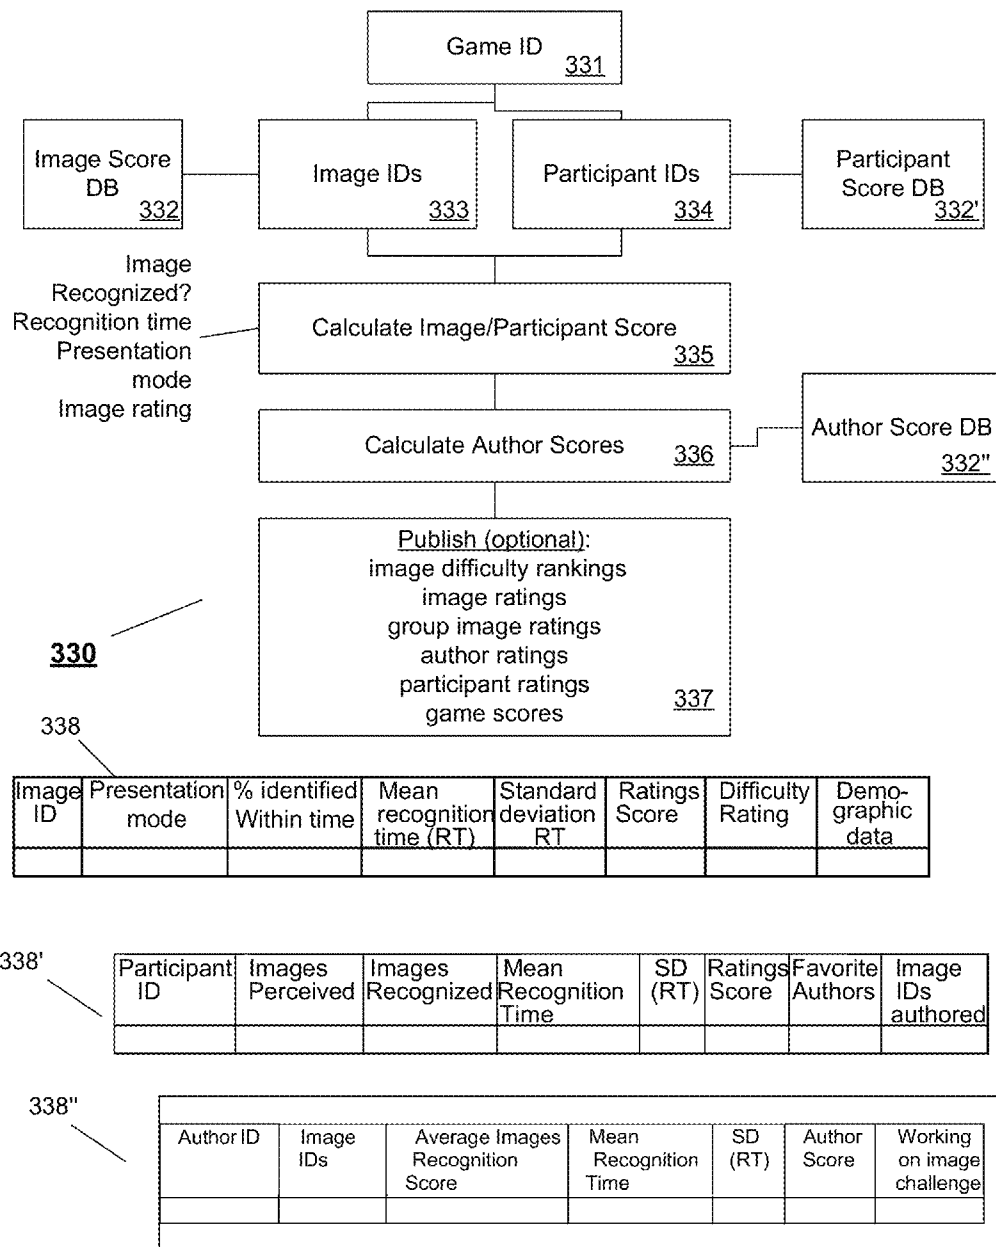 Game ID
331
Image Score
DB
332
Image IDs
333
Participant IDs
334
Participant
Score DB
332'
Image
Recognized?
Recognition time
Presentation
mode
Image rating
Calculate Image/Participant Score
335
Calculate Author Scores
336
Author Score DB
332"
Publish (optional):
image difficulty rankings
image ratings
group image ratings
author ratings
participant ratings
game scores
337
330
338
Image
ID
Presentation
mode
% identified
Within time
Mean
recognition
time (RT)
Standard
deviation
RT
Ratings
Score
Difficulty
Rating
Demo-
graphic
data
338'
Participant
ID
Images
Perceived
Images
Recognized
Mean
Recognition
Time
SD
(RT)
Ratings
Score
Favorite
Authors
Image
IDs
authored
338"
Author ID
Image
IDs
Average Images
Recognition
Score
Mean
Recognition
Time
SD
(RT)
Author
Score
Working
on image
challenge